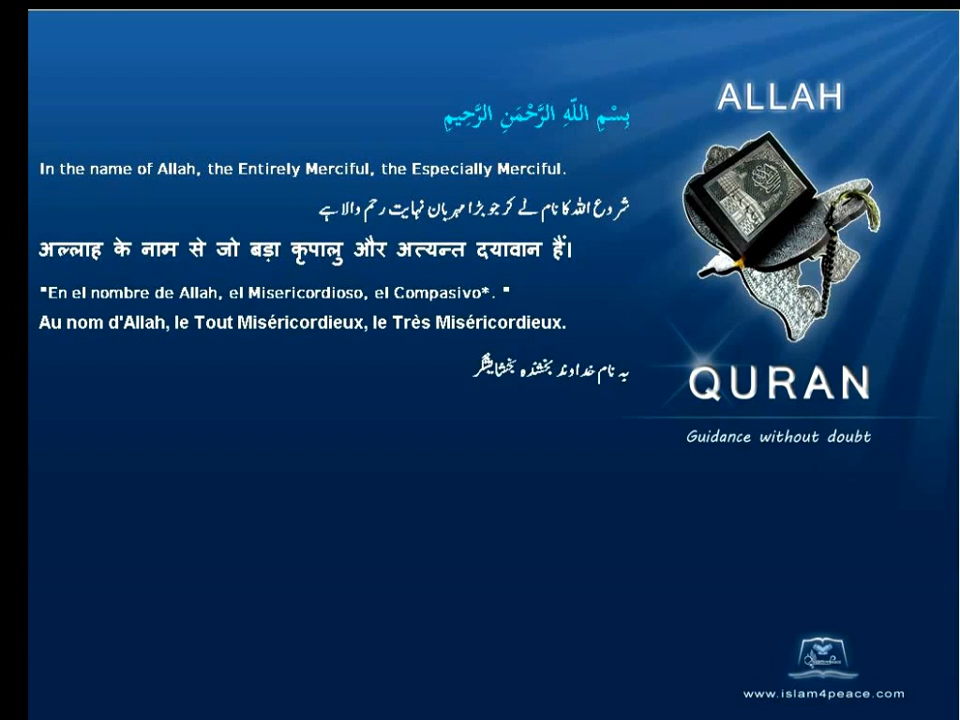 بِسْمِ اللّهِ الرَّحْمَنِ الرَّحِيمِ
In the name of Allah, the Entirely Merciful, the Especially Merciful.
شروع الله کا نام لے کر جو بڑا مہربان نہایت رحم والا ہے
अल्लाह के नाम से जो बड़ा कृपालु और अत्यन्त दयावान हैं।
"En el nombre de Allah, el Misericordioso, el Compasivo*. "
Au nom d'Allah, le Tout Miséricordieux, le Très Miséricordieux.
به نام خداوند بخشنده بخشایشگر
ALLAH
QURAN
Guidance without doubt
www.islam4peace.com